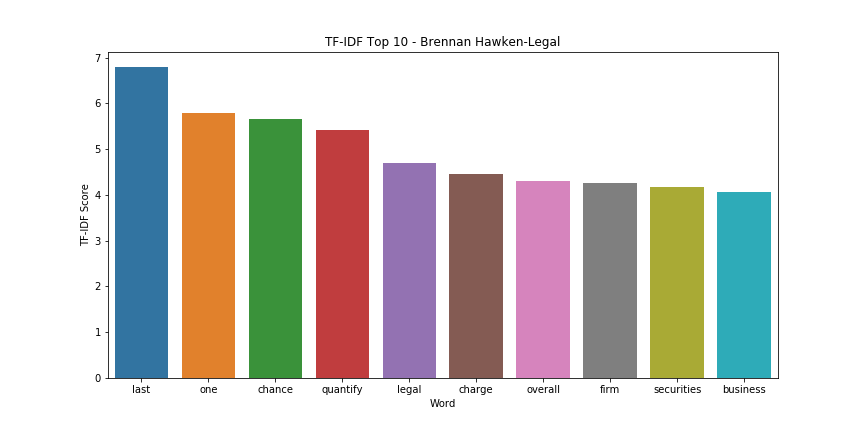 TF-IDF Top 10 - Brennan Hawken-Legal
TF-IDF Score
7
6
5
4
3
2
1
0
last one chance quantify legal charge overall firm securities business
Word